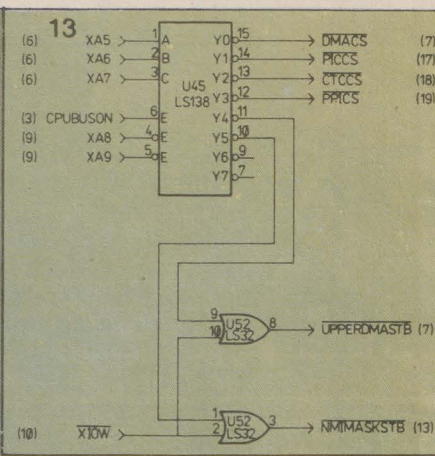 13
(6) XA5 1 A Y0 15 DMACS (7)
(6) XA6 2 B Y1 14 PICCS (17)
(6) XA7 3 C Y2 13 CTCCS (18)
U45 Y3 12 PPICS (19)
LS138
(3) CPUBUSON 6 E Y4 11
(9) XA8 4 E Y5 10
(9) XA9 5 E Y6 9
Y7 7
9 U52 8 UPPERDMASTB (7)
10 LS32
1 U52 3 NMIMASKSTB (13)
(10) XIOW 2 LS32